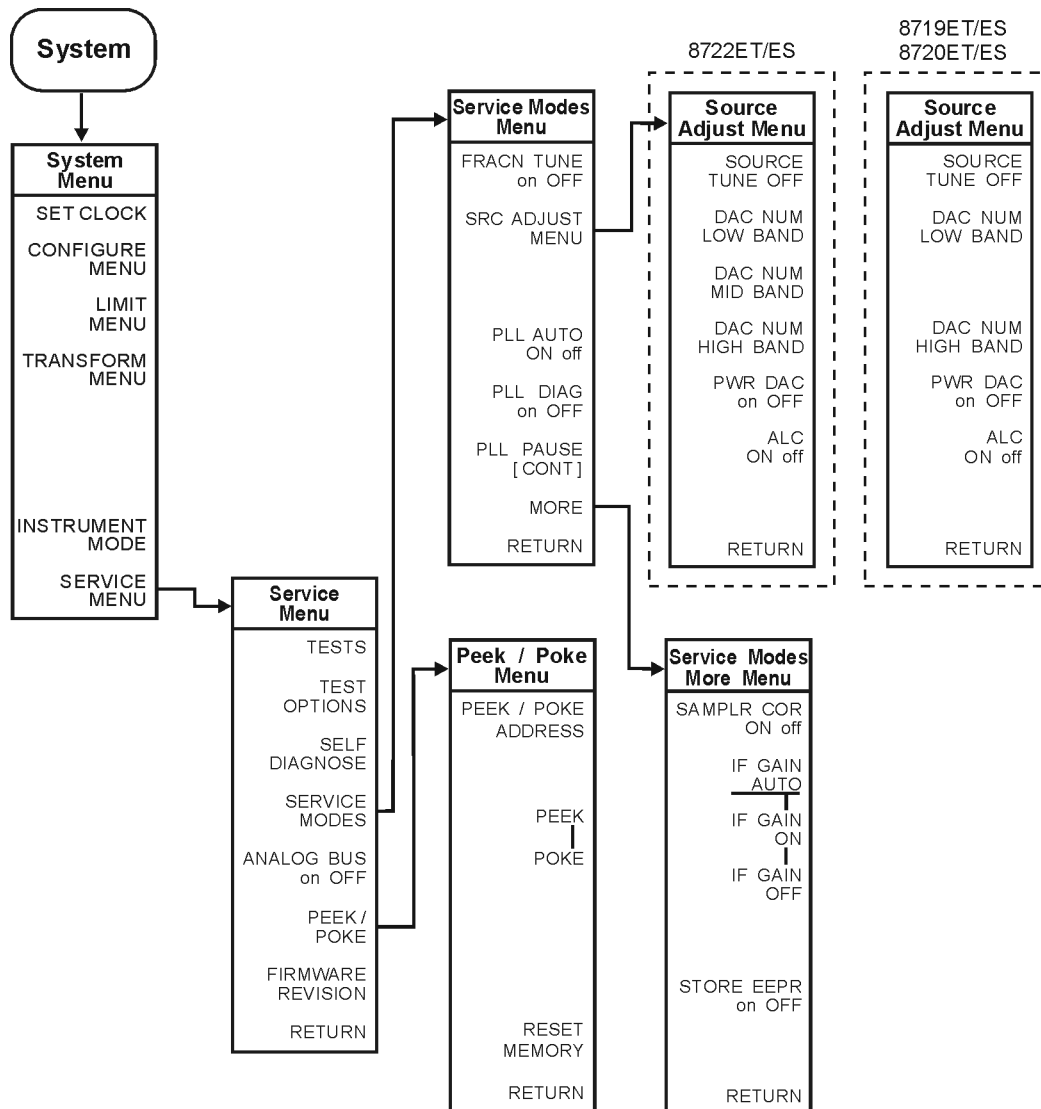 System
System
Menu
SET CLOCK
CONFIGURE
MENU
LIMIT
MENU
TRANSFORM
MENU
INSTRUMENT
MODE
SERVICE
MENU
Service
Menu
TESTS
TEST
OPTIONS
SELF
DIAGNOSE
SERVICE
MODES
ANALOG BUS
on OFF
PEEK /
POKE
FIRMWARE
REVISION
RETURN
Service Modes
Menu
FRACN TUNE
on OFF
SRC ADJUST
MENU
PLL AUTO
ON off
PLL DIAG
on OFF
PLL PAUSE
[ CONT ]
MORE
RETURN
8722ET/ES
Source
Adjust Menu
SOURCE
TUNE OFF
DAC NUM
LOW BAND
DAC NUM
MID BAND
DAC NUM
HIGH BAND
PWR DAC
on OFF
ALC
ON off
RETURN
8719ET/ES
8720ET/ES
Source
Adjust Menu
SOURCE
TUNE OFF
DAC NUM
LOW BAND
DAC NUM
HIGH BAND
PWR DAC
on OFF
ALC
ON off
RETURN
Peek / Poke
Menu
PEEK / POKE
ADDRESS
PEEK
POKE
RESET
MEMORY
RETURN
Service Modes
More Menu
SAMPLR COR
ON off
IF GAIN
AUTO
IF GAIN
ON
IF GAIN
OFF
STORE EEPR
on OFF
RETURN